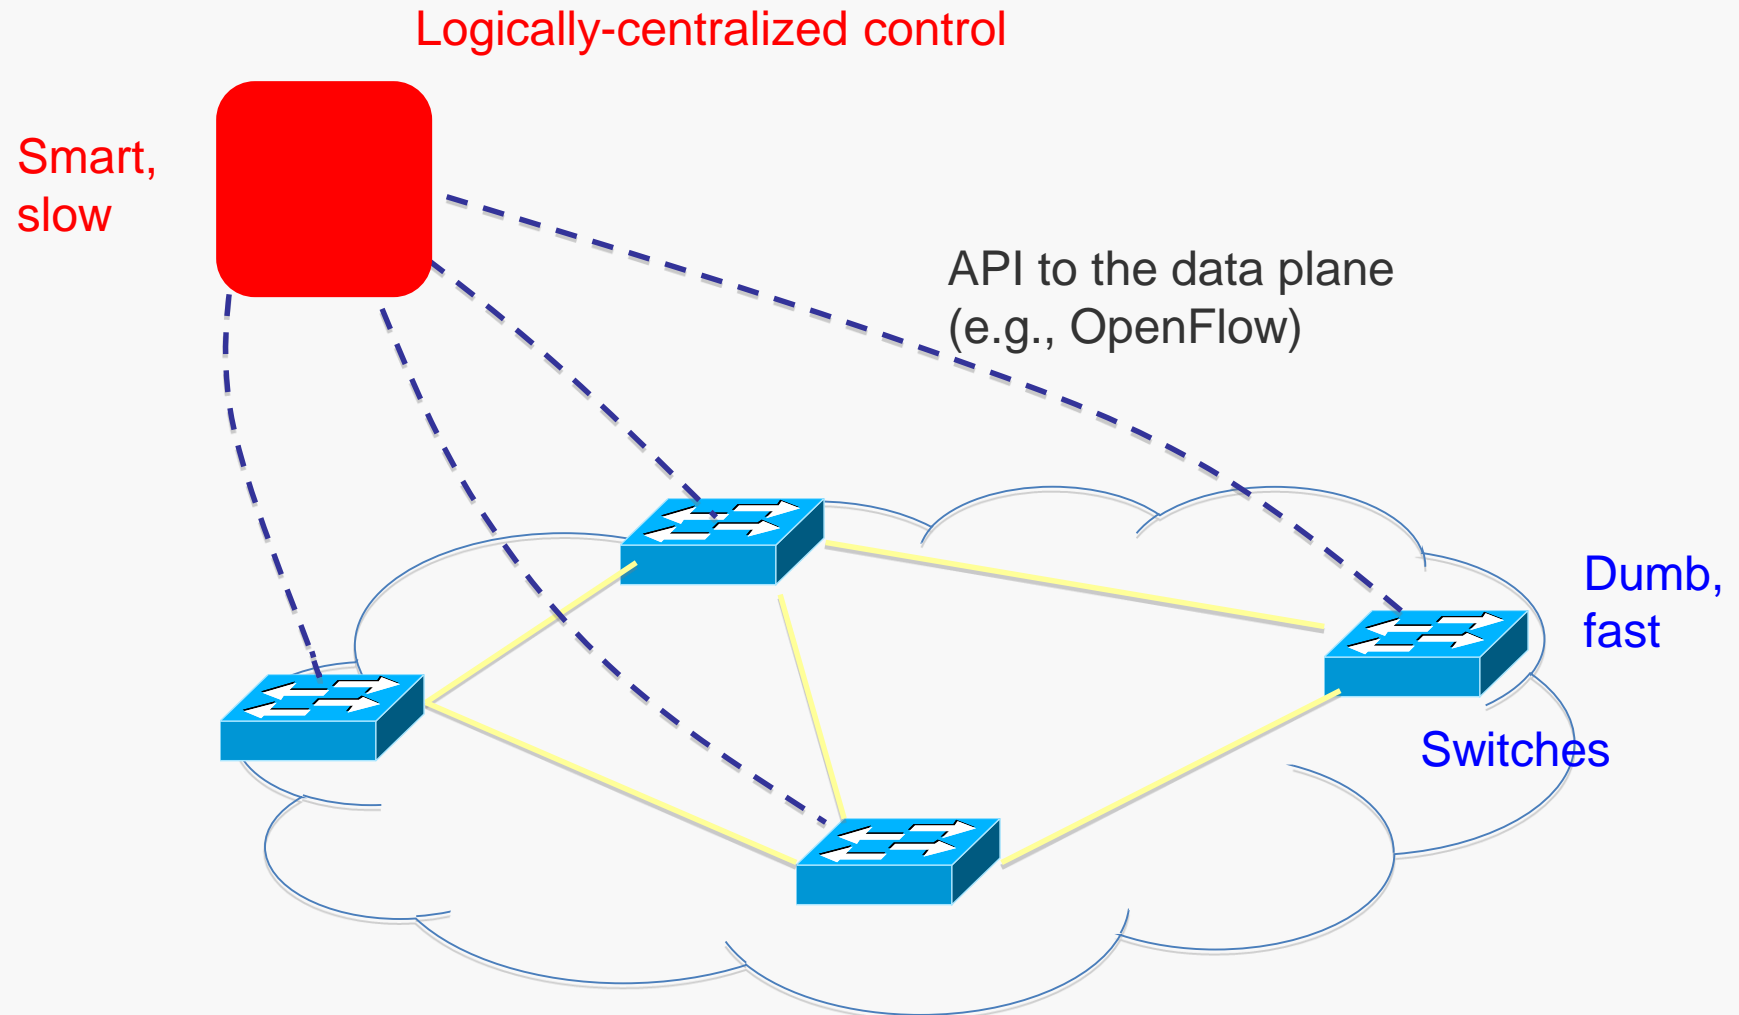 Logically-centralized control
Smart,
slow
API to the data plane
(e.g., OpenFlow)
Dumb,
fast
Switches